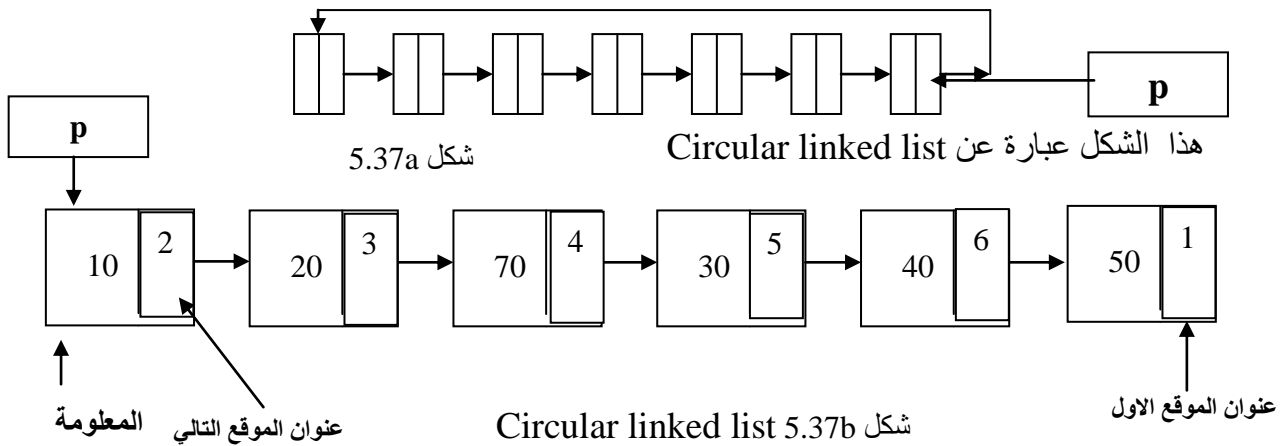 p
p
هذا الشكل عبارة عن Circular linked list
شكل 5.37a
10 2 20 3 70 4 30 5 40 6 50 1
المعلومة
عنوان الموقع التالي
عنوان الموقع الاول
شكل 5.37b Circular linked list